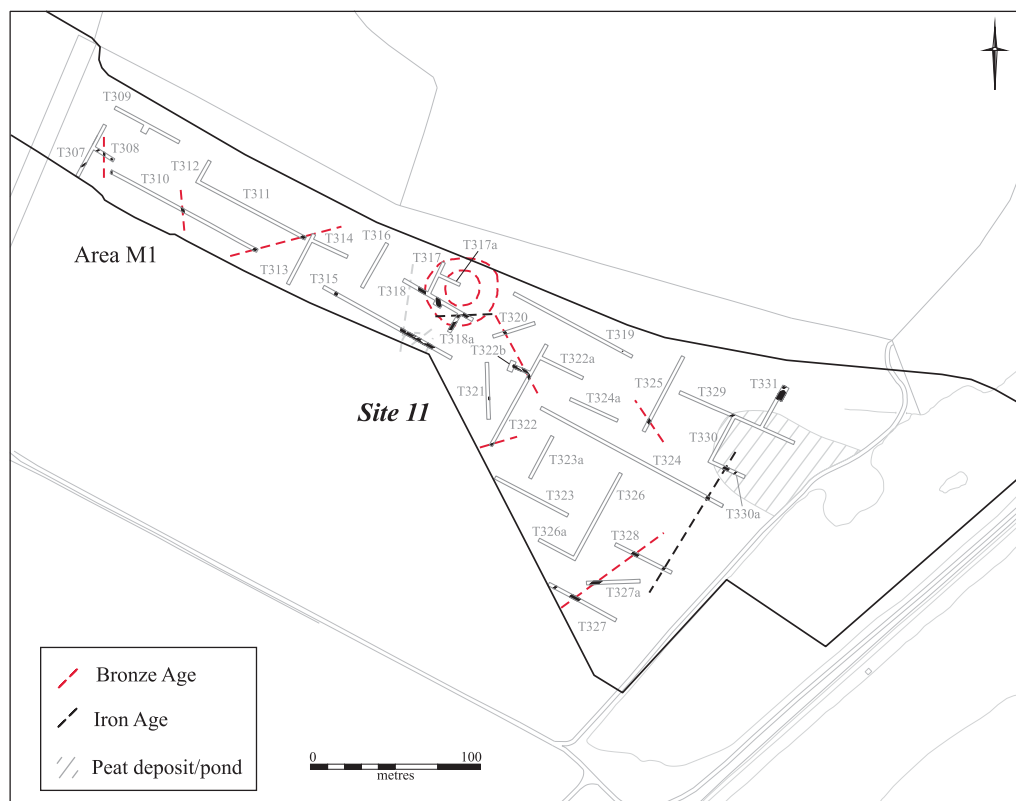 T309
T307
T308
T312
T310
T311
T317a
T314
T316
T317
Area M1
T313
T315
T318
T320
T319
T318a
T322b
T322a
T325
T329
T331
T321
T324a
Site 11
T322
T330
T324
T323a
T330a
T323
T326
T326a
T328
T327a
T327
Bronze Age
Iron Age
Peat deposit/pond
0 100
metres